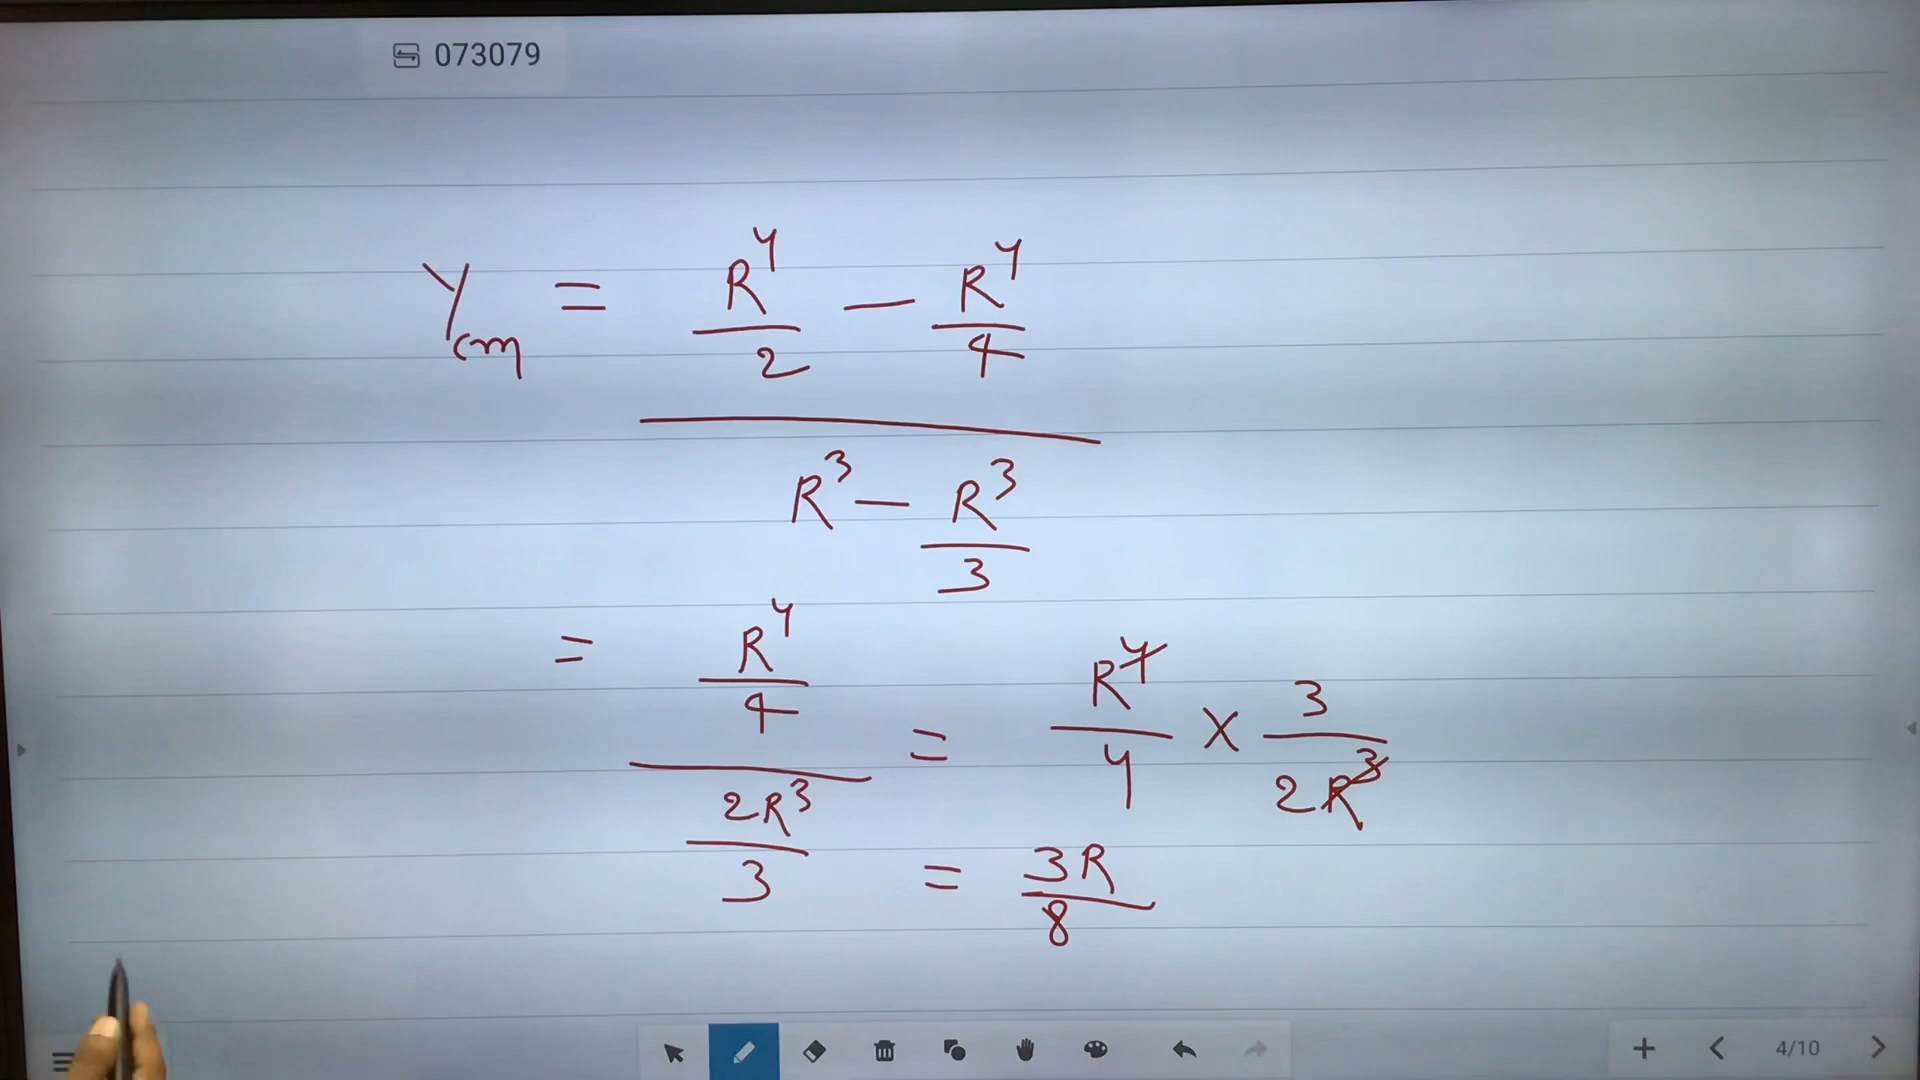 073079
Y_cm = (R^4/2 − R^4/4) / (R^3 − R^3/3)
= (R^4/4) / (2R^3/3) = R^4/4 × 3/2R^3
= 3R/8
4/10